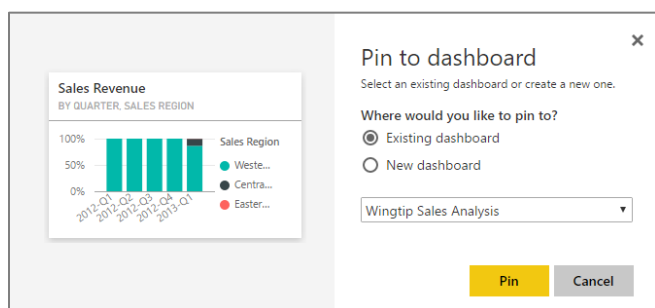 Sales Revenue
BY QUARTER, SALES REGION
100%
50%
0%
2012-Q1
2012-Q2
2012-Q3
2012-Q4
2013-Q1
Sales Region
Weste...
Centra...
Easter...
Pin to dashboard
Select an existing dashboard or create a new one.
Where would you like to pin to?
Existing dashboard
New dashboard
Wingtip Sales Analysis
Pin Cancel